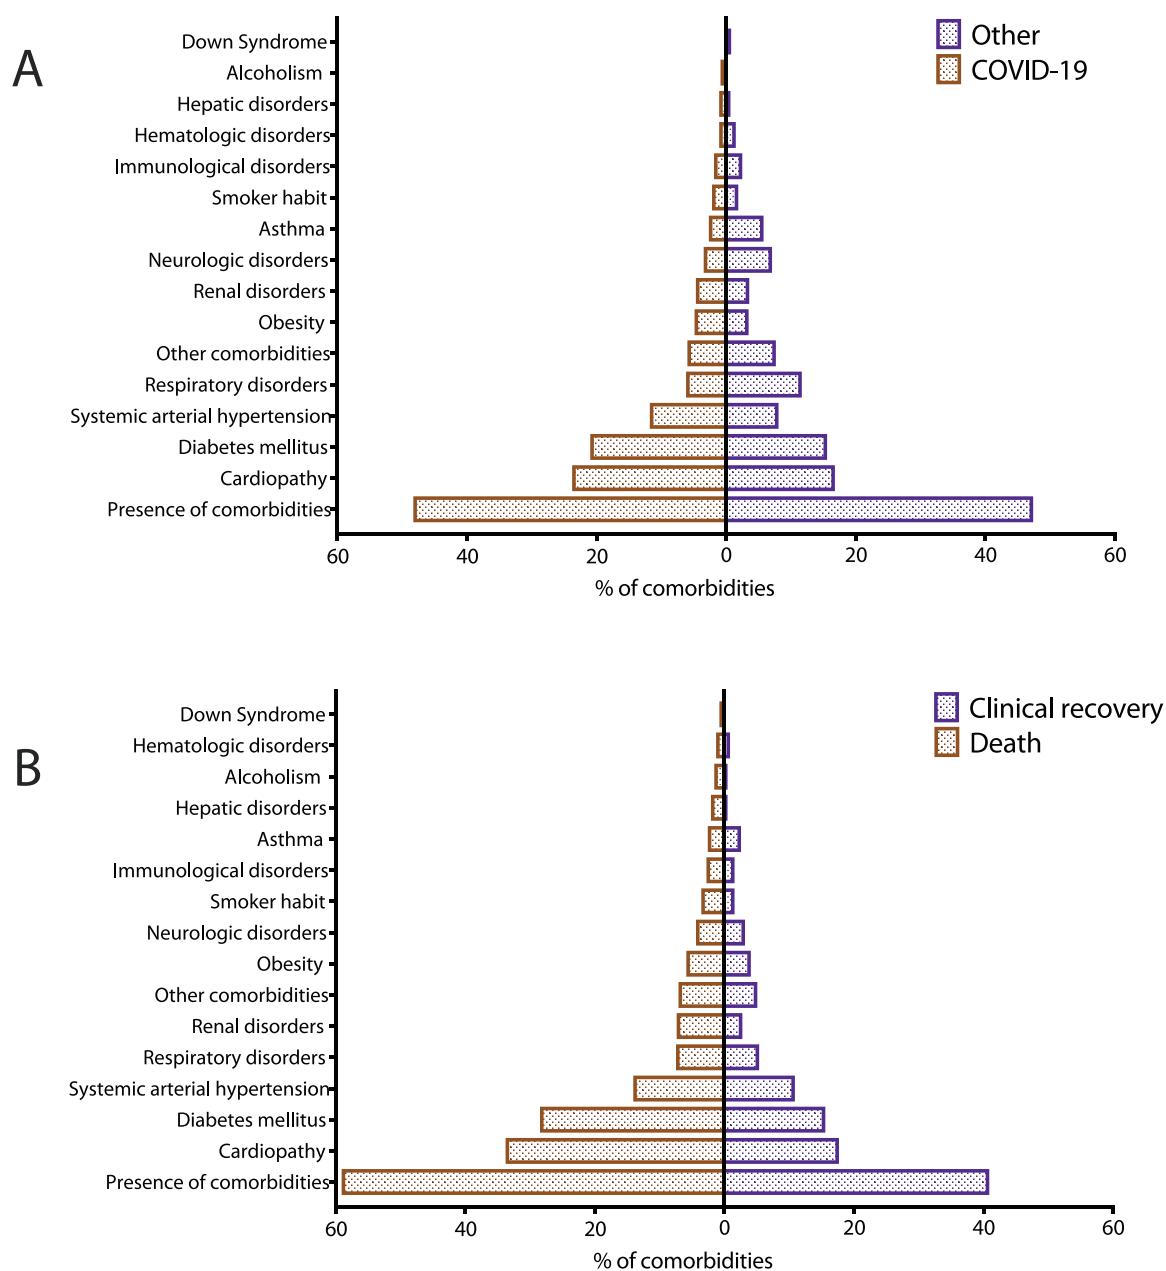 A
Other
COVID-19
Down Syndrome
Alcoholism
Hepatic disorders
Hematologic disorders
Immunological disorders
Smoker habit
Asthma
Neurologic disorders
Renal disorders
Obesity
Other comorbidities
Respiratory disorders
Systemic arterial hypertension
Diabetes mellitus
Cardiopathy
Presence of comorbidities
60 40 20 0 20 40 60
% of comorbidities
B
Clinical recovery
Death
Down Syndrome
Hematologic disorders
Alcoholism
Hepatic disorders
Asthma
Immunological disorders
Smoker habit
Neurologic disorders
Obesity
Other comorbidities
Renal disorders
Respiratory disorders
Systemic arterial hypertension
Diabetes mellitus
Cardiopathy
Presence of comorbidities
60 40 20 0 20 40 60
% of comorbidities